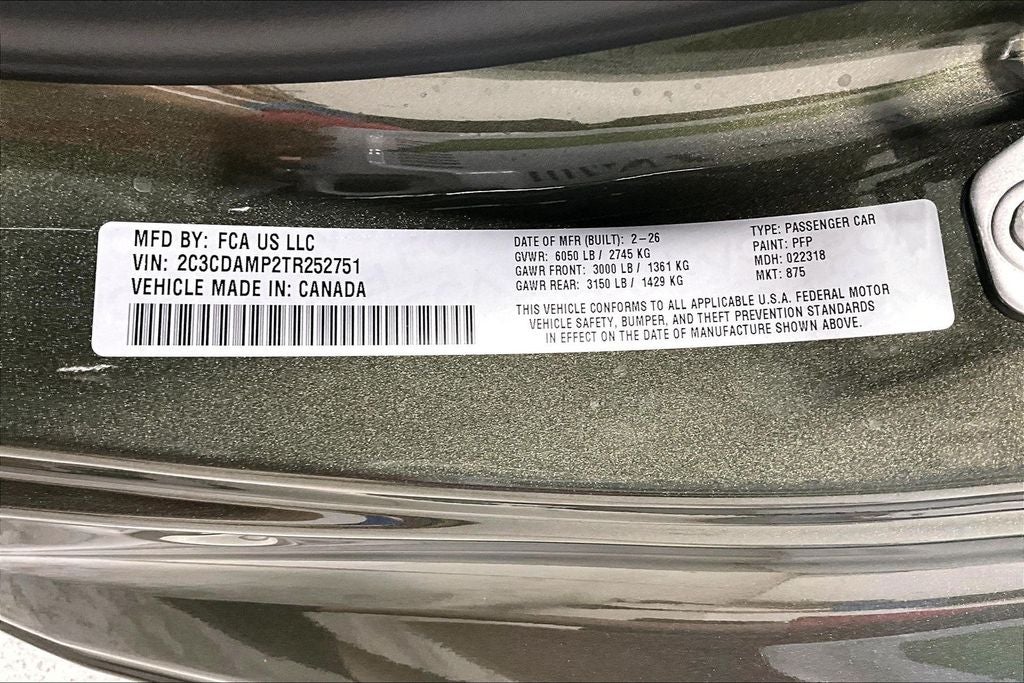 MFD BY: FCA US LLC
VIN: 2C3CDAMP2TR252751
VEHICLE MADE IN: CANADA
DATE OF MFR (BUILT): 2-26
GVWR: 6050 LB / 2745 KG
GAWR FRONT: 3000 LB / 1361 KG
GAWR REAR: 3150 LB / 1429 KG
TYPE: PASSENGER CAR
PAINT: PFP
MDH: 022318
MKT: 875
THIS VEHICLE CONFORMS TO ALL APPLICABLE U.S.A. FEDERAL MOTOR
VEHICLE SAFETY, BUMPER, AND THEFT PREVENTION STANDARDS
IN EFFECT ON THE DATE OF MANUFACTURE SHOWN ABOVE.